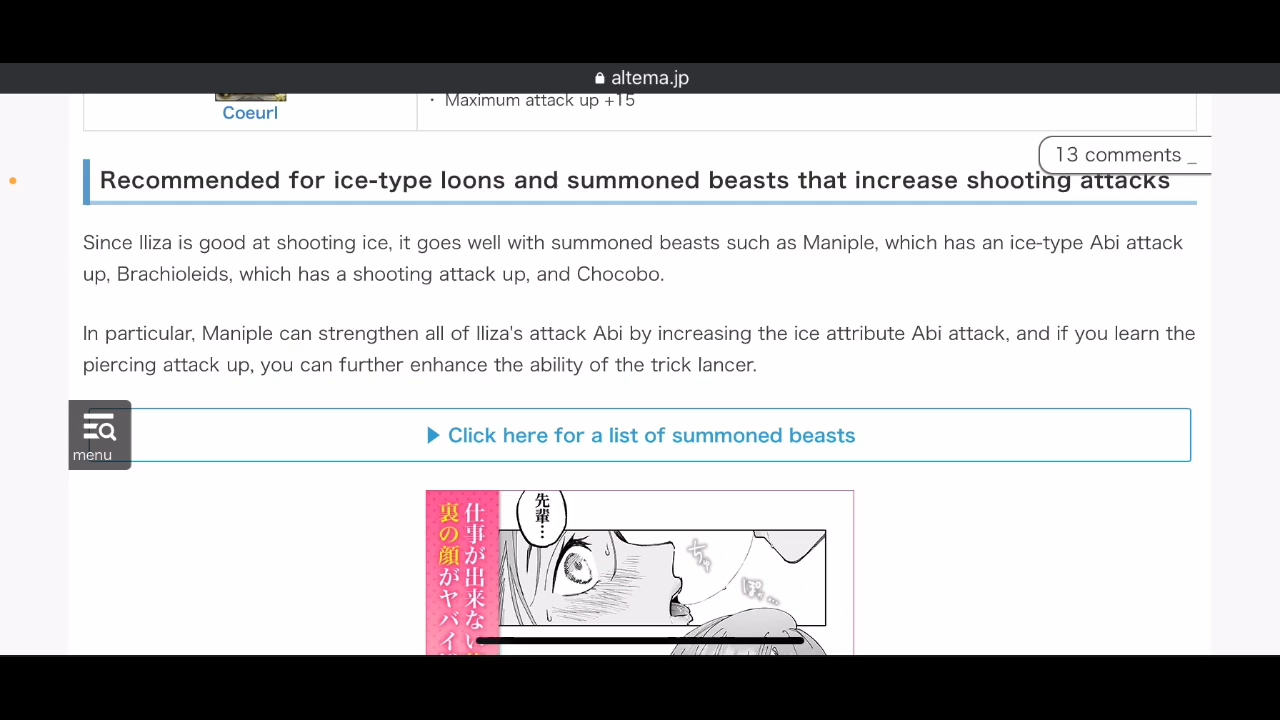 altema.jp
Coeurl
・ Maximum attack up +15
13 comments _
Recommended for ice-type loons and summoned beasts that increase shooting attacks
Since Iliza is good at shooting ice, it goes well with summoned beasts such as Maniple, which has an ice-type Abi attack
up, Brachioleids, which has a shooting attack up, and Chocobo.
In particular, Maniple can strengthen all of Iliza's attack Abi by increasing the ice attribute Abi attack, and if you learn the
piercing attack up, you can further enhance the ability of the trick lancer.
menu
Click here for a list of summoned beasts
仕事が出来ない
裏の顔がヤバイ
先輩…
ちゅ
ぽっ…